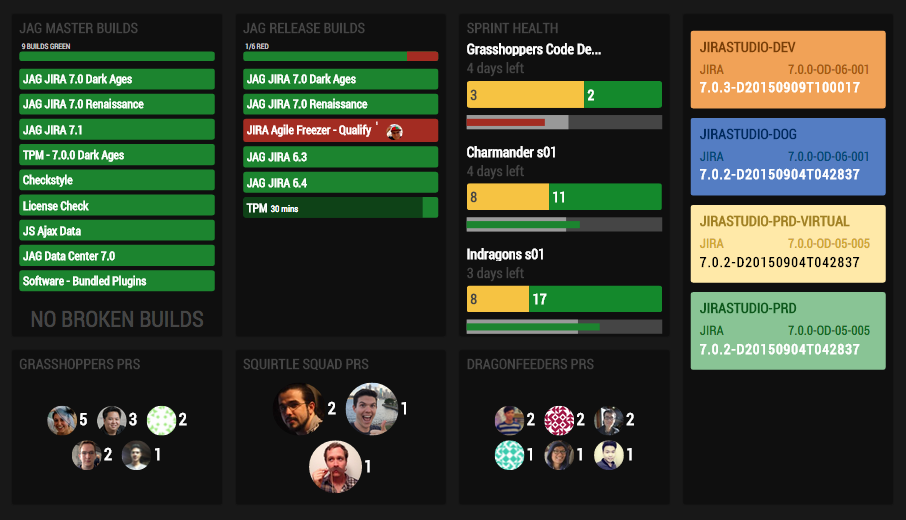 JAG MASTER BUILDS
9 BUILDS GREEN
JAG JIRA 7.0 Dark Ages
JAG JIRA 7.0 Renaissance
JAG JIRA 7.1
TPM - 7.0.0 Dark Ages
Checkstyle
License Check
JS Ajax Data
JAG Data Center 7.0
Software - Bundled Plugins
NO BROKEN BUILDS
JAG RELEASE BUILDS
1/6 RED
JAG JIRA 7.0 Dark Ages
JAG JIRA 7.0 Renaissance
JIRA Agile Freezer - Qualify
JAG JIRA 6.3
JAG JIRA 6.4
TPM 30 mins
SPRINT HEALTH
Grasshoppers Code De...
4 days left
3 2
Charmander s01
4 days left
8 11
Indragons s01
3 days left
8 17
JIRASTUDIO-DEV
JIRA 7.0.0-OD-06-001
7.0.3-D20150909T100017
JIRASTUDIO-DOG
JIRA 7.0.0-OD-06-001
7.0.2-D20150904T042837
JIRASTUDIO-PRD-VIRTUAL
JIRA 7.0.0-OD-05-005
7.0.2-D20150904T042837
JIRASTUDIO-PRD
JIRA 7.0.0-OD-05-005
7.0.2-D20150904T042837
GRASSHOPPERS PRS
5 3 2
2 1
SQUIRTLE SQUAD PRS
2 1
1
DRAGONFEEDERS PRS
2 2 2
1 1 1